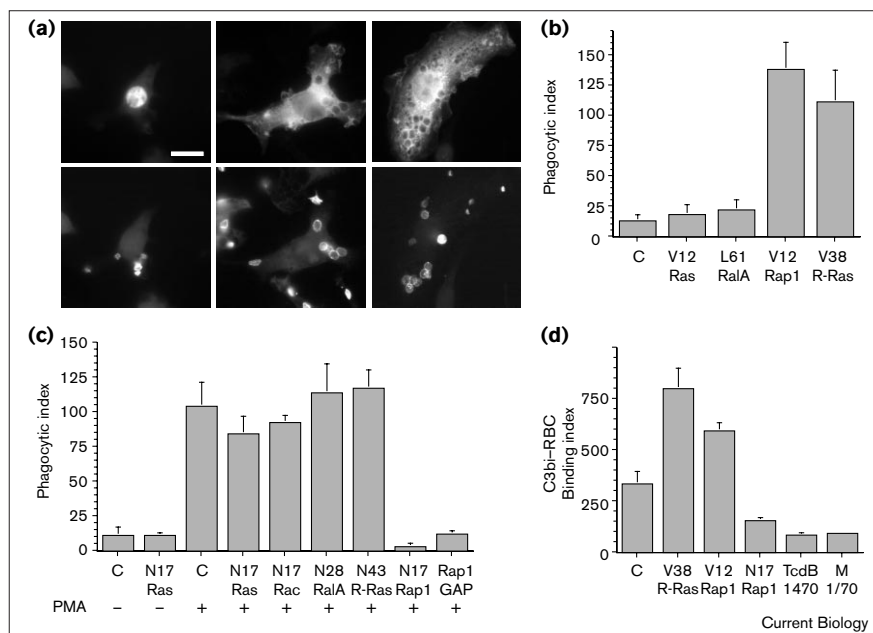 (a)
(b)
Phagocytic index
150
125
100
75
50
25
0
C V12 L61 V12 V38
Ras RalA Rap1 R-Ras
(c)
Phagocytic index
150
125
100
75
50
25
0
C N17 C N17 N17 N28 N43 N17 Rap1
Ras Ras Rac RalA R-Ras Rap1 GAP
PMA – – + + + + + + +
(d)
C3bi–RBC
Binding index
750
500
250
0
C V38 V12 N17 TcdB M
R-Ras Rap1 Rap1 1470 1/70
Current Biology